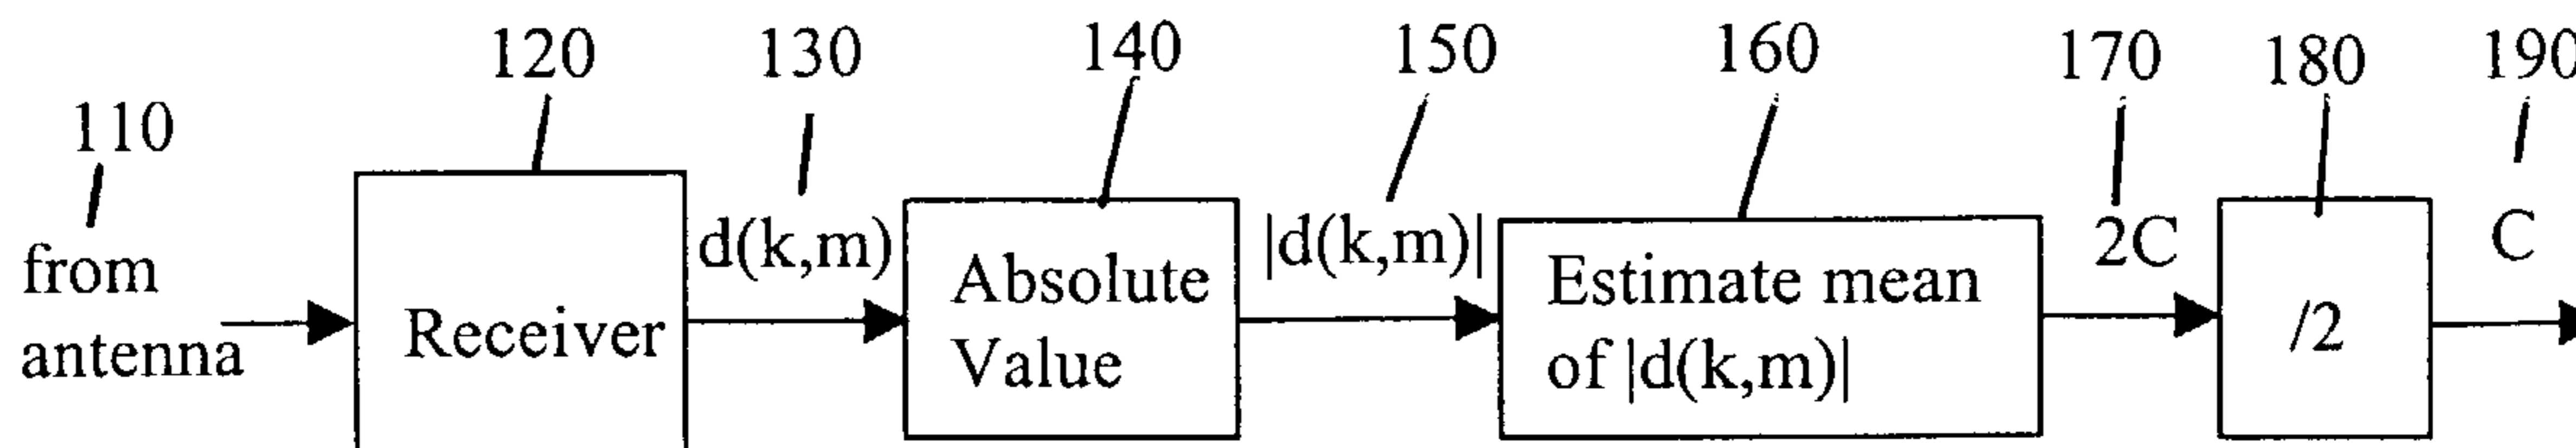 110
120
130
140
150
160
170
180
190
from
antenna
Receiver
d(k,m)
Absolute
Value
|d(k,m)|
Estimate mean
of |d(k,m)|
2C
/2
C